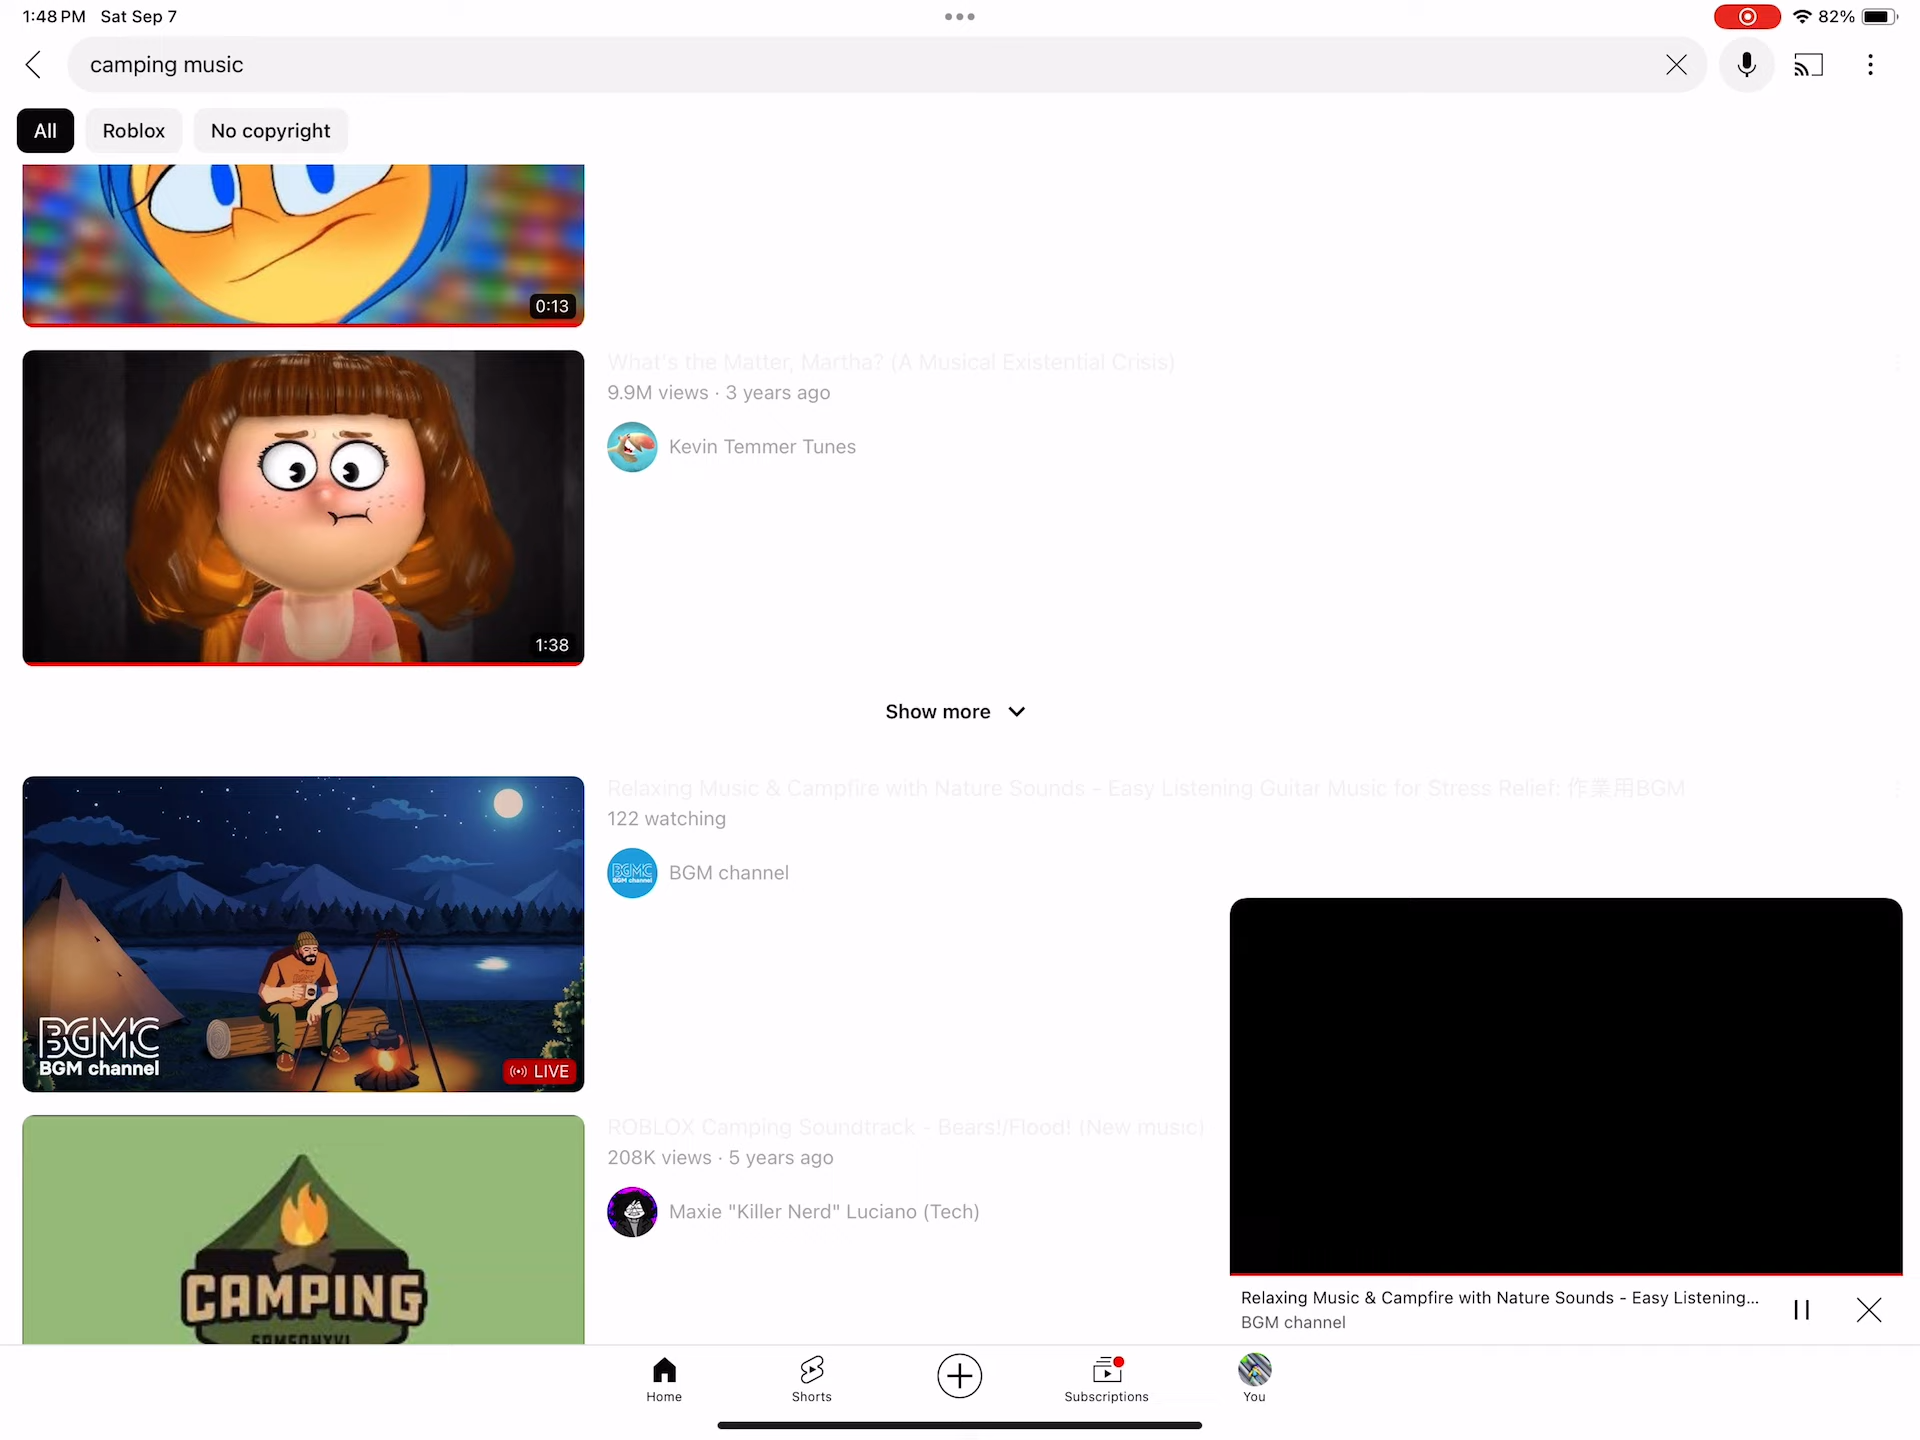 1:48 PM Sat Sep 7
82%
camping music
All
Roblox
No copyright
0:13
What's the Matter, Martha? (A Musical Existential Crisis)
9.9M views · 3 years ago
Kevin Temmer Tunes
1:38
Show more
Relaxing Music & Campfire with Nature Sounds - Easy Listening Guitar Music for Stress Relief: 作業用BGM
122 watching
BGMC
BGM channel
BGM channel
BGMC
BGM channel
LIVE
ROBLOX Camping Soundtrack - Bears!/Flood! (New music)
208K views · 5 years ago
Maxie "Killer Nerd" Luciano (Tech)
CAMPING
SAMSONXVI
Relaxing Music & Campfire with Nature Sounds - Easy Listening...
BGM channel
Home
Shorts
Subscriptions
You